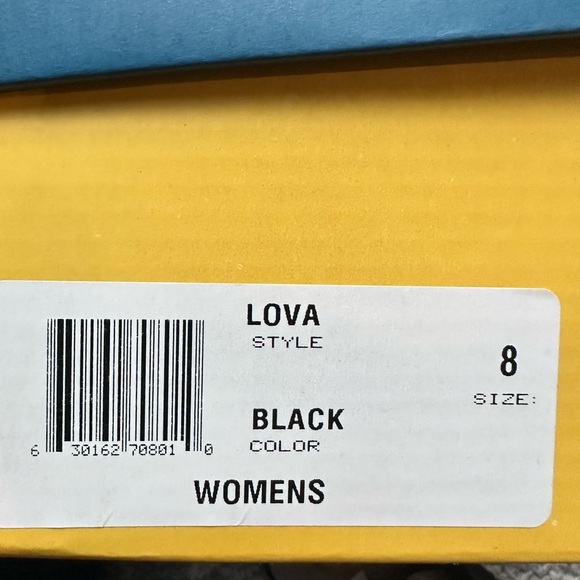 LOVA
STYLE
8
SIZE:
BLACK
COLOR
6 30162 70801 0
WOMENS